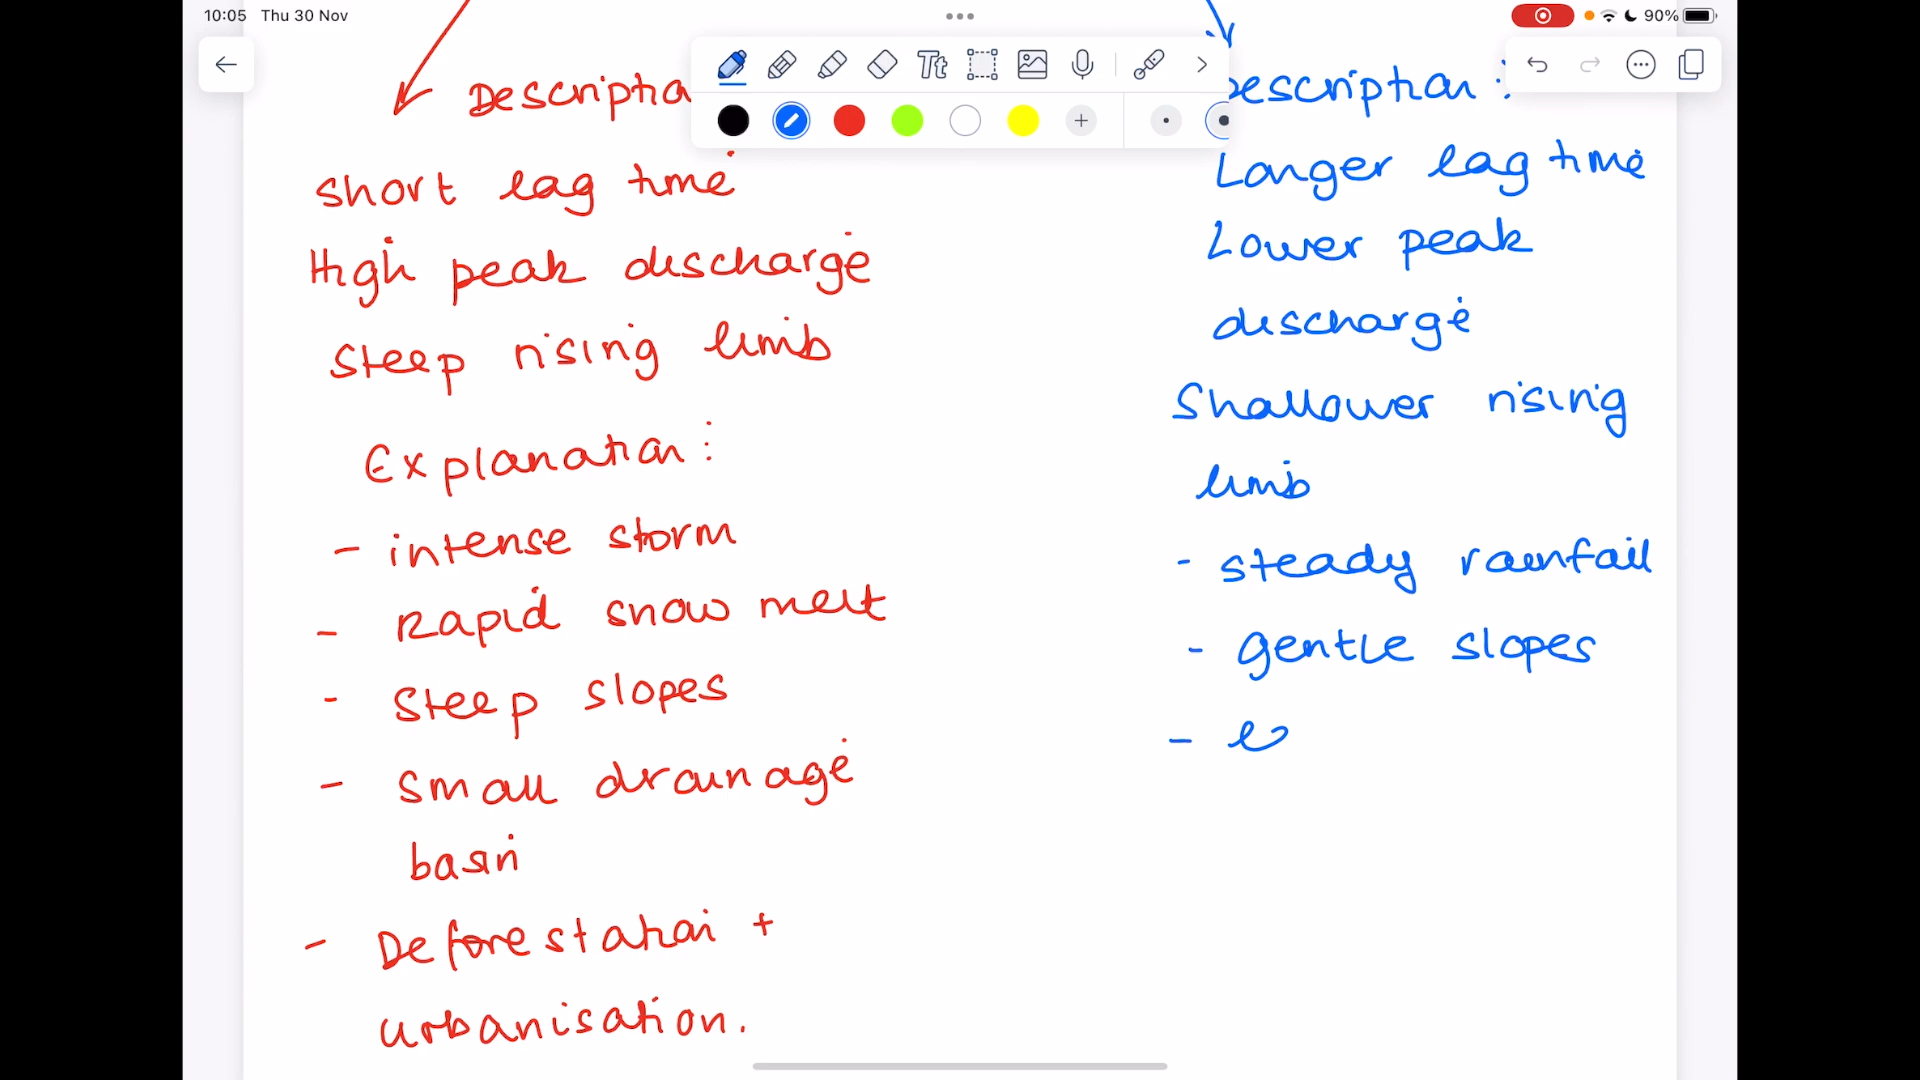 10:05 Thu 30 Nov
90%
Tt
Descriptio
short lag time
High peak discharge
steep rising limb
Explanation:
- intense storm
- Rapid snow melt
- steep slopes
- small drainage
basin
- Deforestation +
urbanisation.
Description:
Longer lag time
Lower peak
discharge
Shallower rising
limb
- steady rainfall
- gentle slopes
-